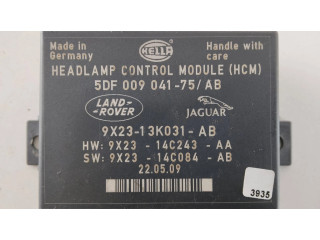 Made in
Germany
HELLA
Handle with
care
HEADLAMP CONTROL MODULE (HCM)
5DF 009 041-75/AB
LAND-
ROVER
JAGUAR
9X23-13K031-AB
HW: 9X23 - 14C243 - AA
SW: 9X23 - 14C084 - AB
22.05.09
3935